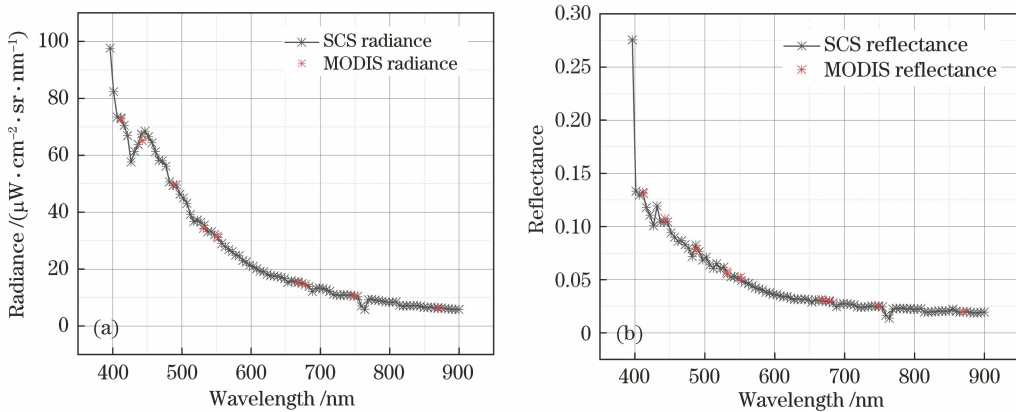 100
80
60
40
20
0
Radiance /(μW · cm⁻² · sr · nm⁻¹)
SCS radiance
MODIS radiance
(a)
400 500 600 700 800 900
Wavelength /nm
0.30
0.25
0.20
0.15
0.10
0.05
0
Reflectance
SCS reflectance
MODIS reflectance
(b)
400 500 600 700 800 900
Wavelength /nm